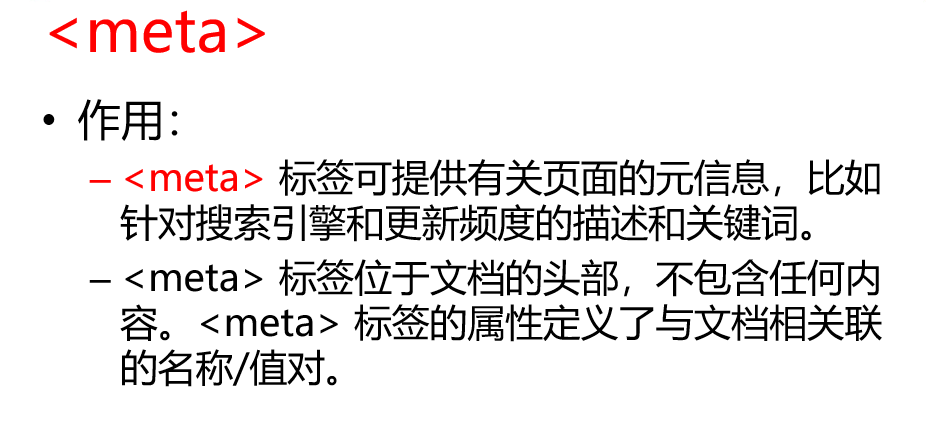 <meta>
• 作用：
– <meta> 标签可提供有关页面的元信息，比如
针对搜索引擎和更新频度的描述和关键词。
– <meta> 标签位于文档的头部，不包含任何内
容。<meta> 标签的属性定义了与文档相关联
的名称/值对。